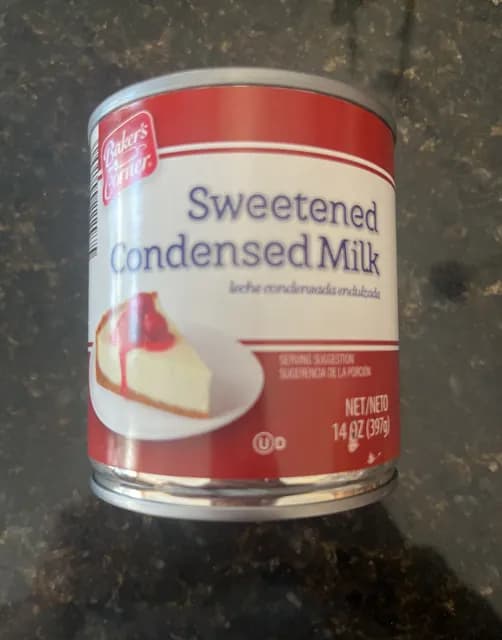 Baker's
Corner.
Sweetened
Condensed Milk
leche condensada endulzada
SERVING SUGGESTION
SUGERENCIA DE LA PORCIÓN
NET/NETO
14 OZ (397g)
U D